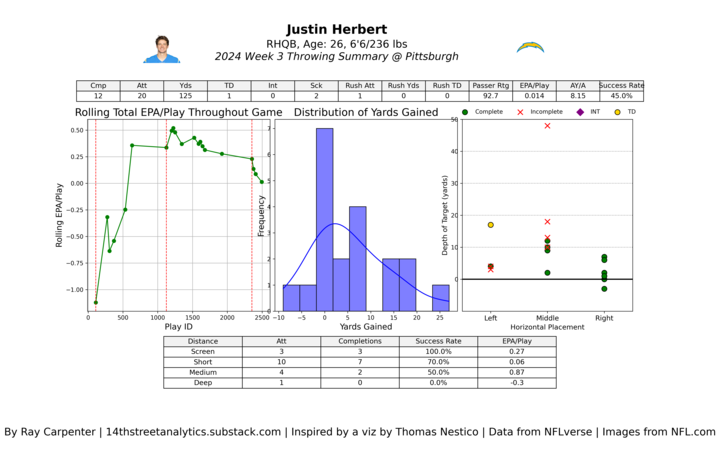 Justin Herbert
RHQB, Age: 26, 6'6/236 lbs
2024 Week 3 Throwing Summary @ Pittsburgh
Cmp Att Yds TD Int Sck Rush Att Rush Yds Rush TD Passer Rtg EPA/Play AY/A Success Rate
12 20 125 1 0 2 1 0 0 92.7 0.014 8.15 45.0%
Rolling Total EPA/Play Throughout Game
Rolling EPA/Play
0.50
0.25
0.00
−0.25
−0.50
−0.75
−1.00
0 500 1000 1500 2000 2500
Play ID
Distribution of Yards Gained
Frequency
7
6
5
4
3
2
1
0
−10 −5 0 5 10 15 20 25
Yards Gained
Complete Incomplete INT TD
Depth of Target (yards)
50
40
30
20
10
0
Left Middle Right
Horizontal Placement
Distance Att Completions Success Rate EPA/Play
Screen 3 3 100.0% 0.27
Short 10 7 70.0% 0.06
Medium 4 2 50.0% 0.87
Deep 1 0 0.0% -0.3
By Ray Carpenter | 14thstreetanalytics.substack.com | Inspired by a viz by Thomas Nestico | Data from NFLverse | Images from NFL.com